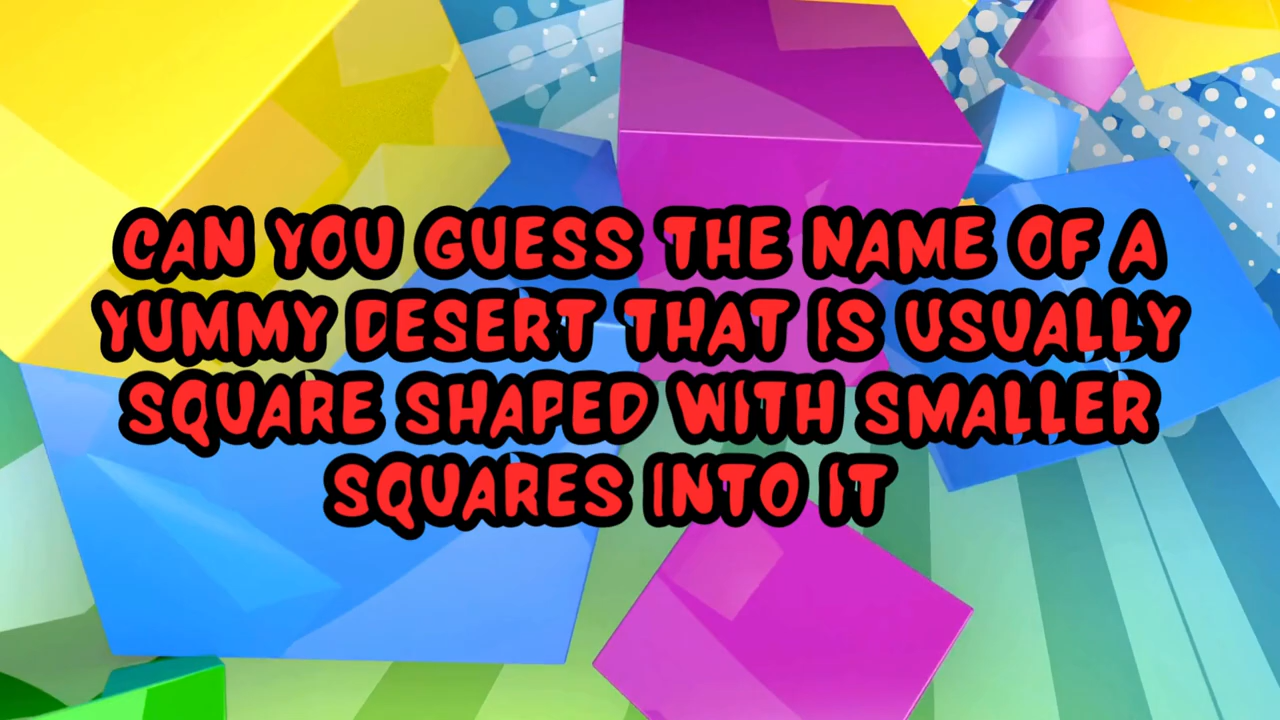 CAN YOU GUESS THE NAME OF A
YUMMY DESERT THAT IS USUALLY
SQUARE SHAPED WITH SMALLER
SQUARES INTO IT